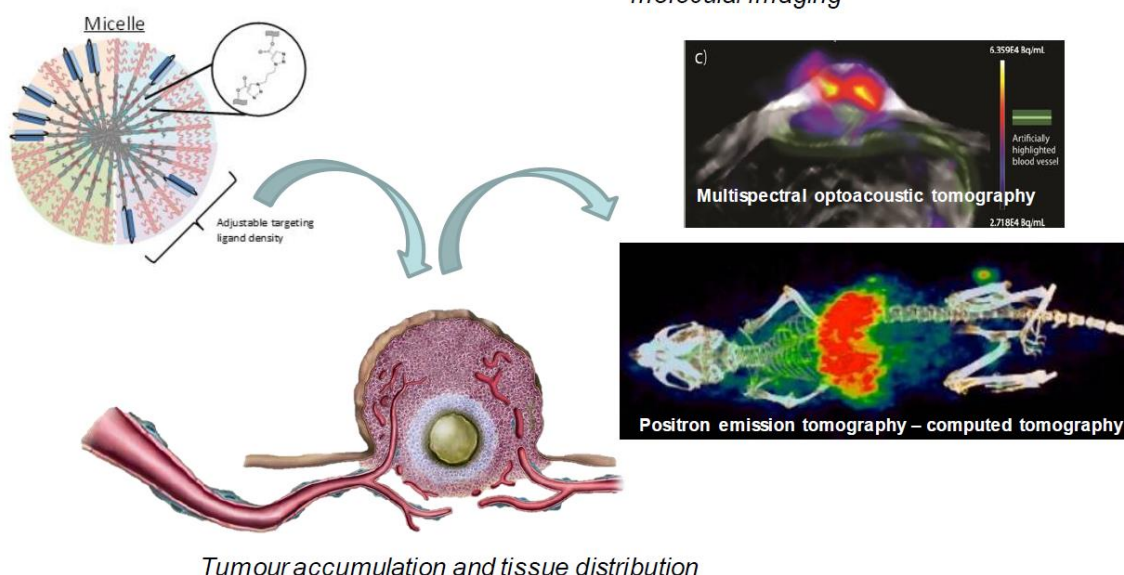 molecular imaging
Micelle
Adjustable targeting
ligand density
c)
6.359E4 Bq/mL
Artificially
highlighted
blood vessel
Multispectral optoacoustic tomography
2.718E4 Bq/mL
Positron emission tomography – computed tomography
Tumour accumulation and tissue distribution